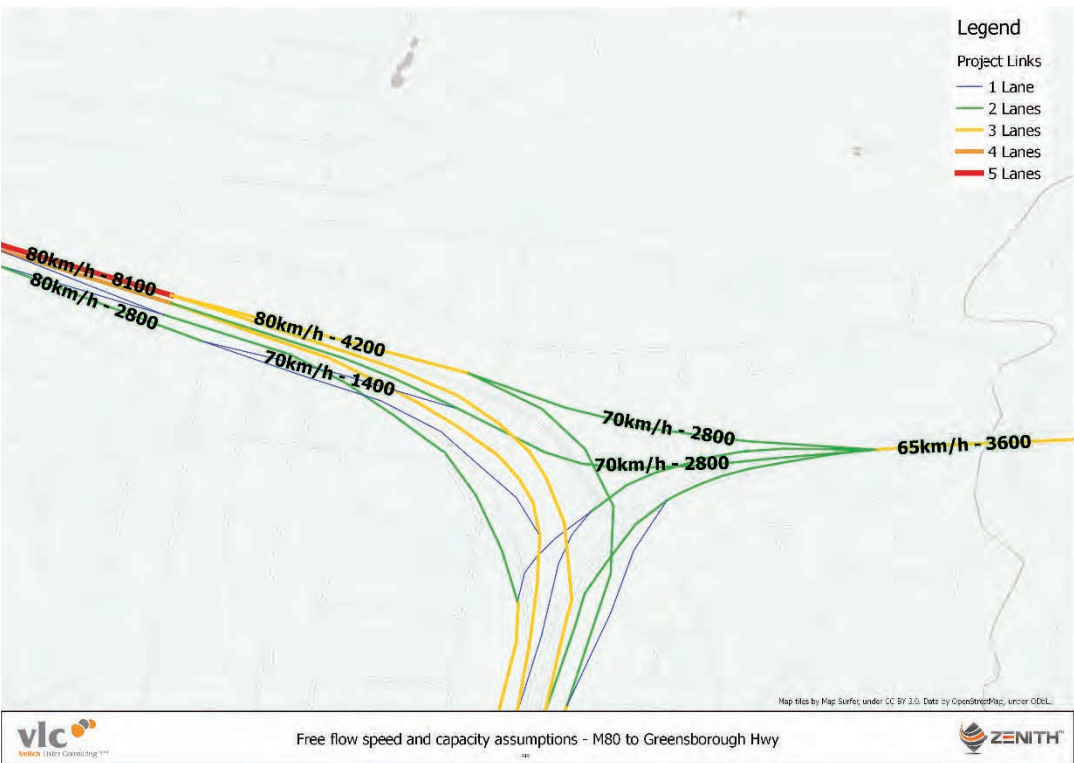 Legend
Project Links
1 Lane
2 Lanes
3 Lanes
4 Lanes
5 Lanes
80km/h - 8100
80km/h - 2800
80km/h - 4200
70km/h - 1400
70km/h - 2800
70km/h - 2800
65km/h - 3600
Map tiles by Map Surfer, under CC BY 3.0. Data by OpenStreetMap, under ODbL.
vlc
Veitch Lister Consulting
Free flow speed and capacity assumptions - M80 to Greensborough Hwy
ZENITH